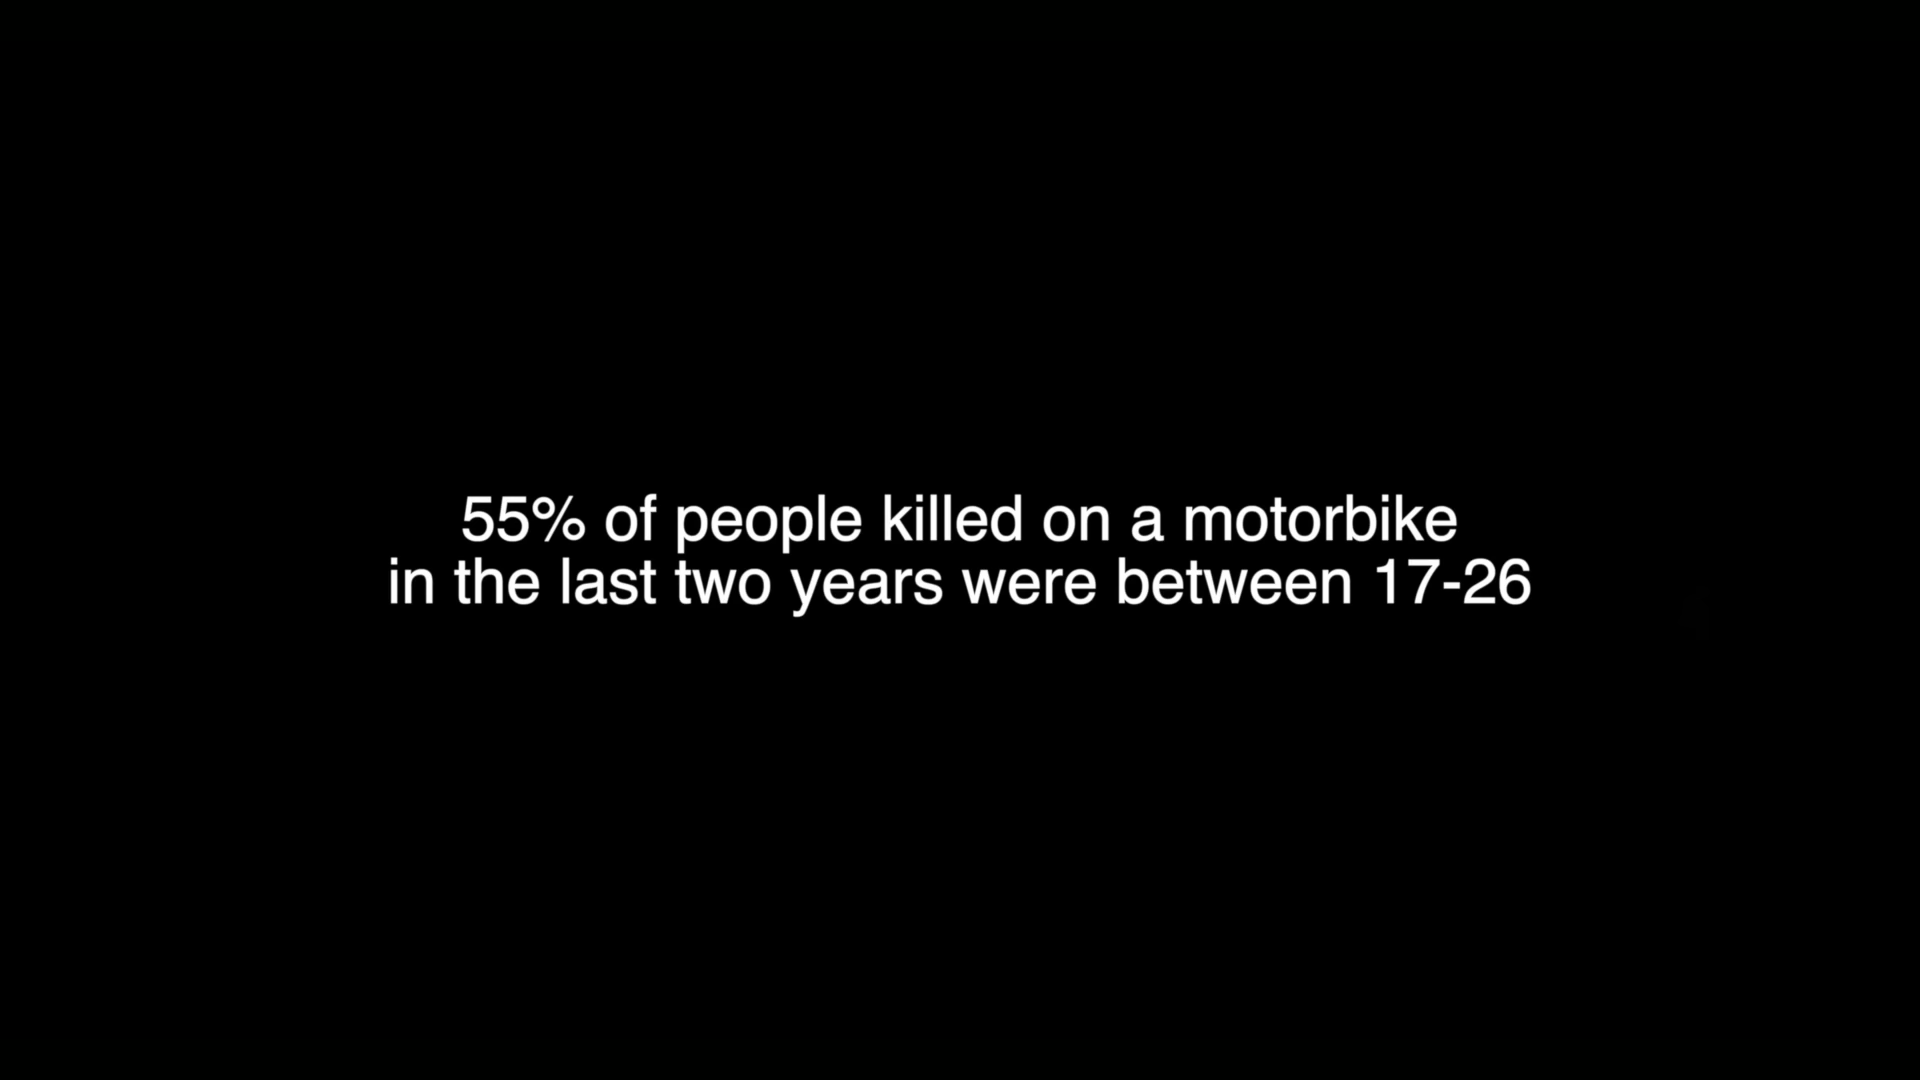 55% of people killed on a motorbike
in the last two years were between 17-26